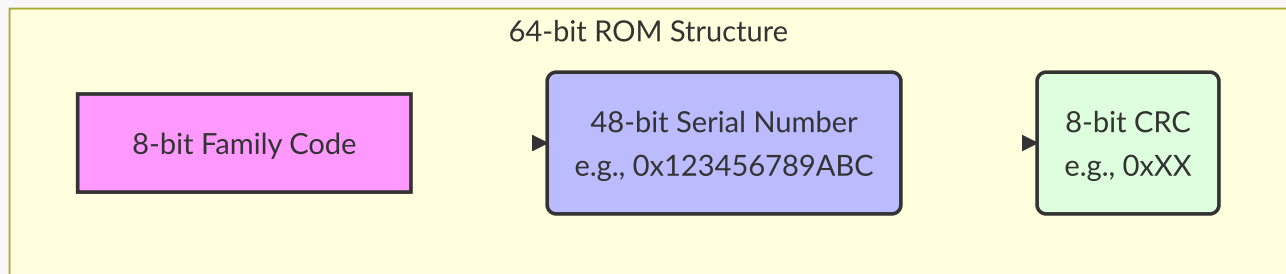 64-bit ROM Structure
8-bit Family Code
48-bit Serial Number
e.g., 0x123456789ABC
8-bit CRC
e.g., 0xXX